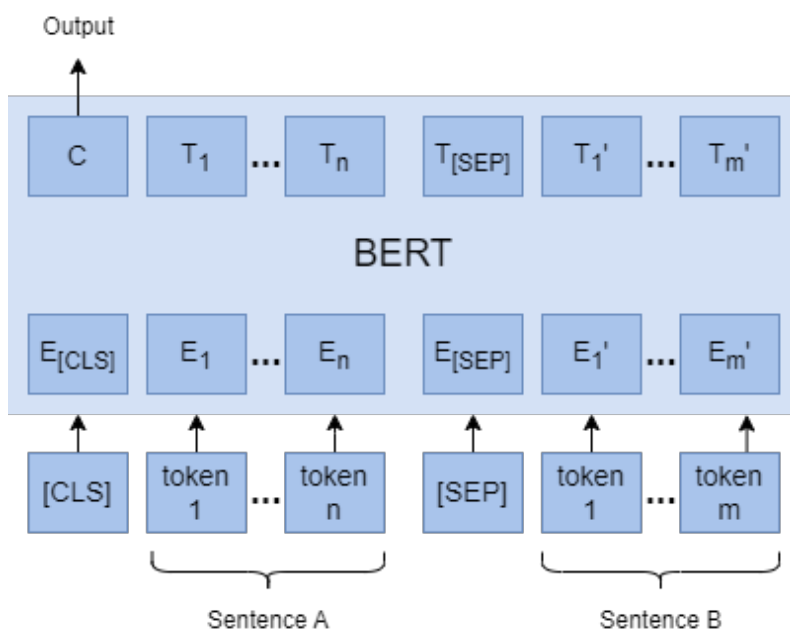 Output
C T1 ... Tn T[SEP] T1' ... Tm'
BERT
E[CLS] E1 ... En E[SEP] E1' ... Em'
[CLS] token 1 ... token n [SEP] token 1 ... token m
Sentence A Sentence B